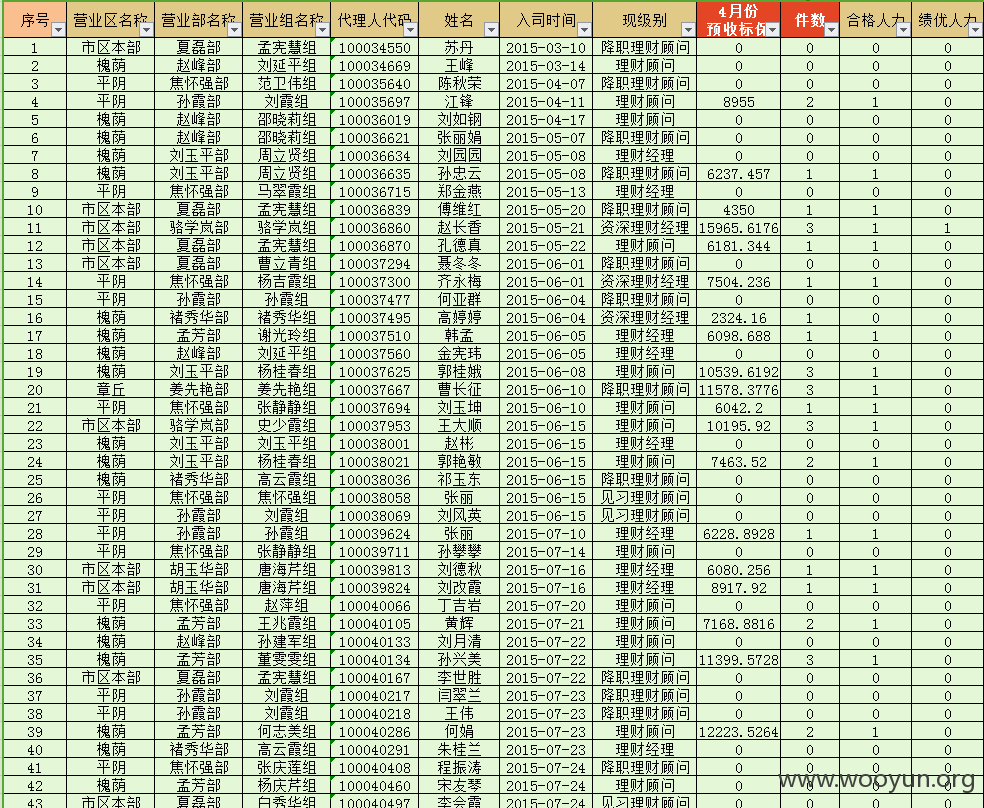 序号 营业区名称 营业部名称 营业组名称 代理人代码 姓名 入司时间 现级别 4月份 预收标保 件数 合格人力 绩优人力
1 市区本部 夏磊部 孟宪慧组 100034550 苏丹 2015-03-10 降职理财顾问 0 0 0 0
2 槐荫 赵峰部 刘延平组 100034669 王峰 2015-03-14 理财顾问 0 0 0 0
3 平阴 焦怀强部 范卫伟组 100035640 陈秋荣 2015-04-07 降职理财顾问 0 0 0 0
4 平阴 孙霞部 刘霞组 100035697 江锋 2015-04-11 理财顾问 8955 2 1 0
5 槐荫 赵峰部 邵晓莉组 100036019 刘如钢 2015-04-17 理财顾问 0 0 0 0
6 槐荫 赵峰部 邵晓莉组 100036621 张丽娟 2015-05-07 降职理财顾问 0 0 0 0
7 槐荫 刘玉平部 周立贤组 100036634 刘园园 2015-05-08 理财经理 0 0 0 0
8 槐荫 刘玉平部 周立贤组 100036635 孙忠云 2015-05-08 降职理财顾问 6237.457 1 1 0
9 平阴 焦怀强部 马翠霞组 100036715 郑金燕 2015-05-13 理财经理 0 0 0 0
10 市区本部 夏磊部 孟宪慧组 100036839 傅维红 2015-05-20 降职理财顾问 4350 1 1 0
11 市区本部 骆学岚部 骆学岚组 100036860 赵长香 2015-05-21 资深理财经理 15965.6176 3 1 1
12 市区本部 夏磊部 孟宪慧组 100036870 孔德真 2015-05-22 理财顾问 6181.344 1 1 0
13 市区本部 夏磊部 曹立青组 100037294 聂冬冬 2015-06-01 降职理财顾问 0 0 0 0
14 平阴 焦怀强部 杨吉霞组 100037300 齐永梅 2015-06-01 资深理财经理 7504.236 1 1 0
15 平阴 孙霞部 孙霞组 100037477 何亚群 2015-06-04 降职理财顾问 0 0 0 0
16 槐荫 褚秀华部 褚秀华组 100037495 高婷婷 2015-06-04 资深理财经理 2324.16 1 0 0
17 槐荫 孟芳部 谢光玲组 100037510 韩孟 2015-06-05 理财经理 6098.688 1 1 0
18 槐荫 赵峰部 刘延平组 100037560 金宪玮 2015-06-05 理财经理 0 0 0 0
19 槐荫 刘玉平部 杨桂春组 100037625 郭桂娥 2015-06-08 理财顾问 10539.6192 3 1 0
20 章丘 姜先艳部 姜先艳组 100037667 曹长征 2015-06-10 降职理财顾问 11578.3776 3 1 0
21 平阴 焦怀强部 张静静组 100037694 刘玉坤 2015-06-10 理财顾问 6042.2 1 1 0
22 市区本部 骆学岚部 史少霞组 100037953 王大顺 2015-06-15 理财顾问 10195.92 3 1 0
23 槐荫 刘玉平部 刘玉平组 100038001 赵彬 2015-06-15 理财经理 0 0 0 0
24 槐荫 刘玉平部 杨桂春组 100038021 郭艳敏 2015-06-15 理财顾问 7463.52 2 1 0
25 槐荫 褚秀华部 高云霞组 100038036 祁玉东 2015-06-15 降职理财顾问 0 0 0 0
26 平阴 焦怀强部 焦怀强组 100038058 张丽 2015-06-15 见习理财顾问 0 0 0 0
27 平阴 孙霞部 刘霞组 100038069 刘风英 2015-06-15 见习理财顾问 0 0 0 0
28 平阴 孙霞部 孙霞组 100039624 张丽 2015-07-10 理财经理 6228.8928 1 1 0
29 平阴 焦怀强部 张静静组 100039711 孙攀攀 2015-07-14 理财顾问 0 0 0 0
30 市区本部 胡玉华部 唐海芹组 100039813 刘德秋 2015-07-16 理财经理 6080.256 1 1 0
31 市区本部 胡玉华部 唐海芹组 100039824 刘改霞 2015-07-16 理财经理 8917.92 1 1 0
32 平阴 焦怀强部 赵萍组 100040066 丁吉岩 2015-07-20 理财顾问 0 0 0 0
33 槐荫 孟芳部 王兆霞组 100040105 黄辉 2015-07-21 理财顾问 7168.8816 2 1 0
34 槐荫 赵峰部 孙建军组 100040133 刘月清 2015-07-22 理财顾问 0 0 0 0
35 槐荫 孟芳部 董雯雯组 100040134 孙兴美 2015-07-22 理财顾问 11399.5728 3 1 0
36 市区本部 夏磊部 孟宪慧组 100040167 李世胜 2015-07-22 降职理财顾问 0 0 0 0
37 平阴 孙霞部 刘霞组 100040217 闫翠兰 2015-07-23 降职理财顾问 0 0 0 0
38 平阴 孙霞部 刘霞组 100040218 王伟 2015-07-23 降职理财顾问 0 0 0 0
39 槐荫 孟芳部 何志美组 100040286 何娟 2015-07-23 理财顾问 12223.5264 2 1 0
40 槐荫 褚秀华部 高云霞组 100040291 朱桂兰 2015-07-23 理财经理 0 0 0 0
41 平阴 焦怀强部 张庆莲组 100040408 程振涛 2015-07-24 降职理财顾问 0 0 0 0
42 槐荫 孟芳部 杨庆芹组 100040460 宋友琴 2015-07-24 理财顾问 0 0 0 0
43 市区本部 夏磊部 白秀华组 100040497 李会霞 2015-07-24 见习理财顾问 0 0 0 0
www.wooyun.org